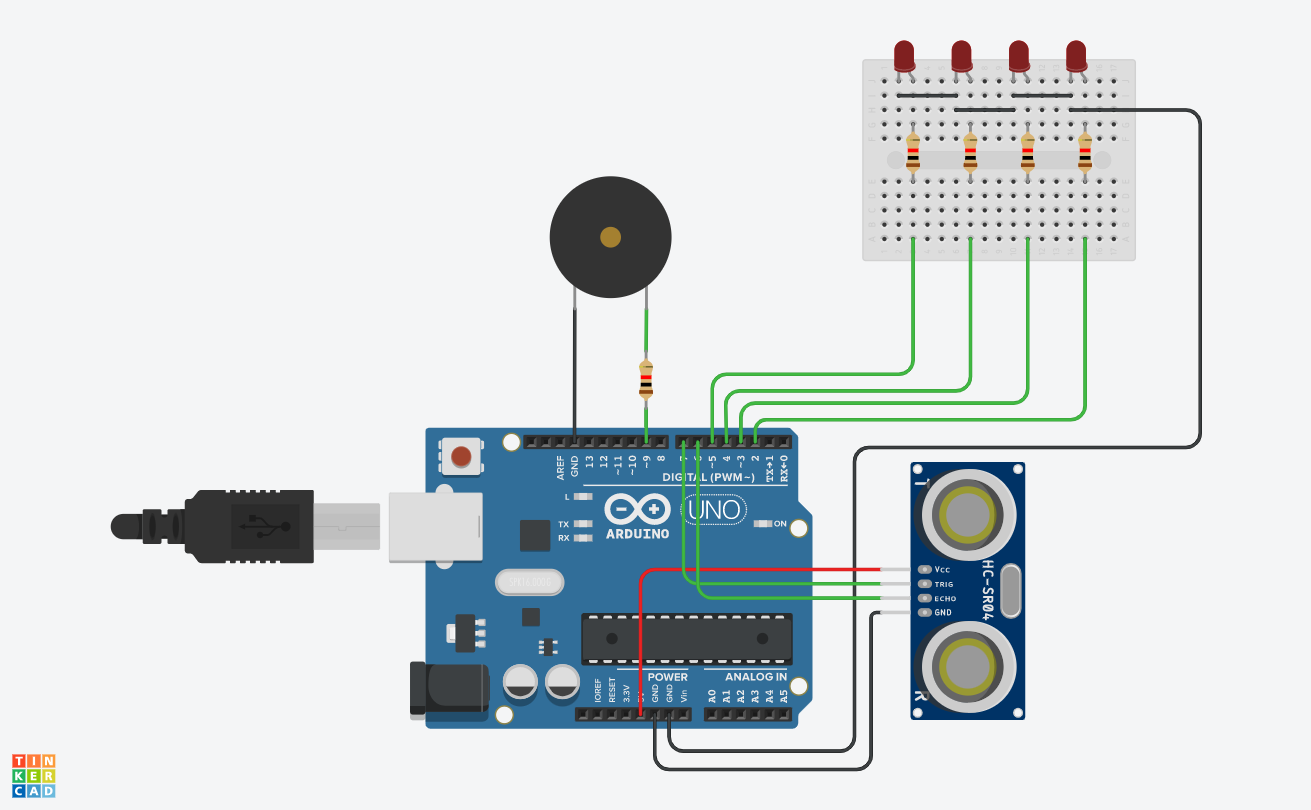 AREF
GND
13
12
~11
~10
~9
8
7
~5
4
~3
2
TX→1
RX←0
DIGITAL (PWM~)
L
TX
RX
UNO
ARDUINO
ON
VCC
TRIG
ECHO
GND
HC-SR04
T
R
POWER
ANALOG IN
IOREF
RESET
3.3V
GND
GND
Vin
A0
A1
A2
A3
A4
A5
TIN
KER
CAD